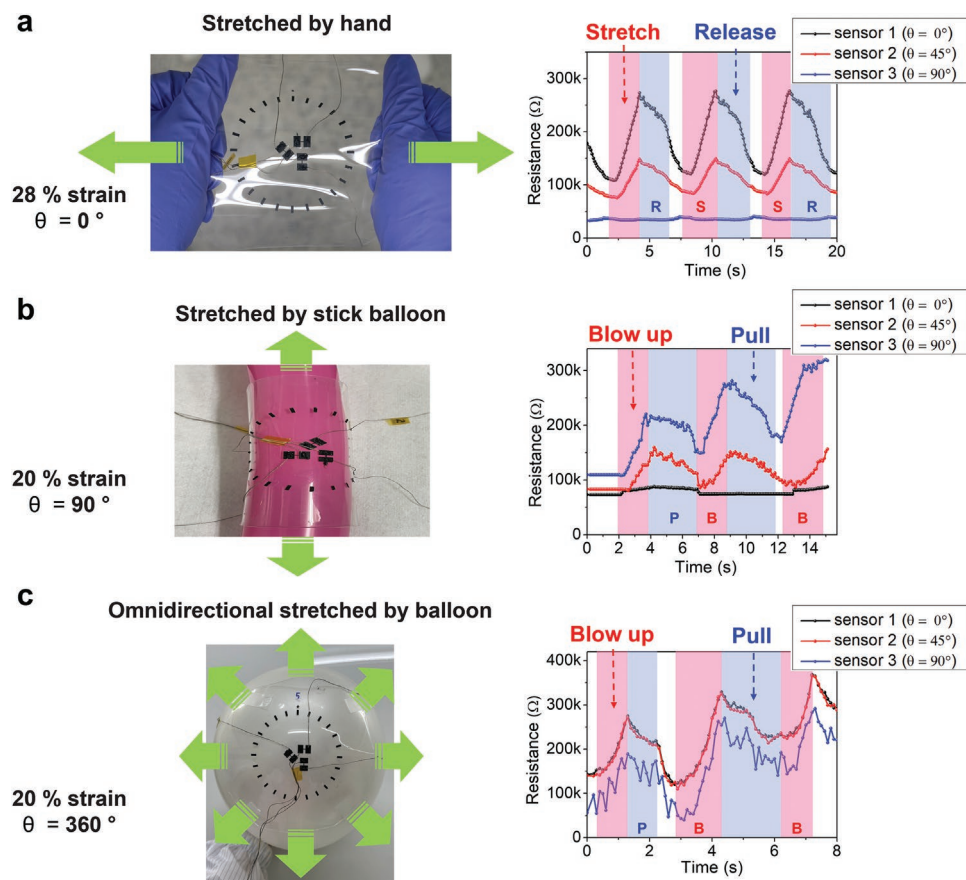 a
Stretched by hand
28 % strain
θ = 0 °
Stretch
Release
sensor 1 (θ = 0°)
sensor 2 (θ = 45°)
sensor 3 (θ = 90°)
Resistance (Ω)
300k
200k
100k
0
R
S
S
R
0
5
10
15
20
Time (s)
b
Stretched by stick balloon
20 % strain
θ = 90 °
Blow up
Pull
sensor 1 (θ = 0°)
sensor 2 (θ = 45°)
sensor 3 (θ = 90°)
Resistance (Ω)
300k
200k
100k
0
P
B
B
0
2
4
6
8
10
12
14
Time (s)
c
Omnidirectional stretched by balloon
20 % strain
θ = 360 °
Blow up
Pull
sensor 1 (θ = 0°)
sensor 2 (θ = 45°)
sensor 3 (θ = 90°)
Resistance (Ω)
400k
300k
200k
100k
0
P
B
B
0
2
4
6
8
Time (s)